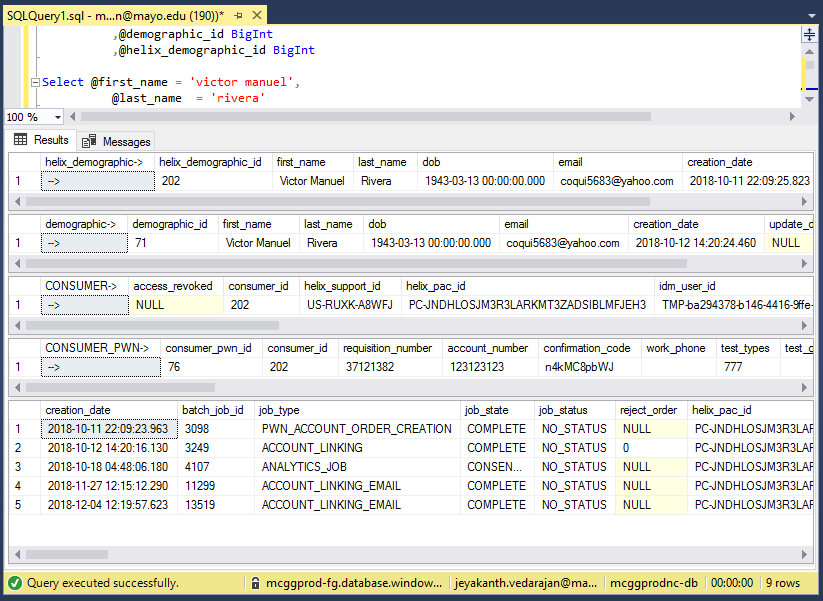 SQLQuery1.sql - m...n@mayo.edu (190))*
,@demographic_id BigInt
,@helix_demographic_id BigInt
Select @first_name = 'victor manuel',
@last_name = 'rivera'
100 %
Results Messages
helix_demographic-> helix_demographic_id first_name last_name dob email creation_date
1 --> 202 Victor Manuel Rivera 1943-03-13 00:00:00.000 coqui5683@yahoo.com 2018-10-11 22:09:25.823
demographic-> demographic_id first_name last_name dob email creation_date update_d
1 --> 71 Victor Manuel Rivera 1943-03-13 00:00:00.000 coqui5683@yahoo.com 2018-10-12 14:20:24.460 NULL
CONSUMER-> access_revoked consumer_id helix_support_id helix_pac_id idm_user_id
1 --> NULL 202 US-RUXK-A8WFJ PC-JNDHLOSJM3R3LARKMT3ZADSIBLMFJEH3 TMP-ba294378-b146-4416-9ffe-
CONSUMER_PWN-> consumer_pwn_id consumer_id requisition_number account_number confirmation_code work_phone test_types test_c
1 --> 76 202 37121382 123123123 n4kMC8pbWJ 777
creation_date batch_job_id job_type job_state job_status reject_order helix_pac_id
1 2018-10-11 22:09:23.963 3098 PWN_ACCOUNT_ORDER_CREATION COMPLETE NO_STATUS NULL PC-JNDHLOSJM3R3LAR
2 2018-10-12 14:20:16.130 3249 ACCOUNT_LINKING COMPLETE NO_STATUS 0 PC-JNDHLOSJM3R3LAR
3 2018-10-18 04:48:06.180 4107 ANALYTICS_JOB CONSEN... NO_STATUS NULL PC-JNDHLOSJM3R3LAR
4 2018-11-27 12:15:12.290 11299 ACCOUNT_LINKING_EMAIL COMPLETE NO_STATUS NULL PC-JNDHLOSJM3R3LAR
5 2018-12-04 12:19:57.623 13519 ACCOUNT_LINKING_EMAIL COMPLETE NO_STATUS NULL PC-JNDHLOSJM3R3LAR
Query executed successfully. mcggprod-fg.database.window... jeyakanth.vedarajan@ma... mcggprodnc-db 00:00:00 9 rows